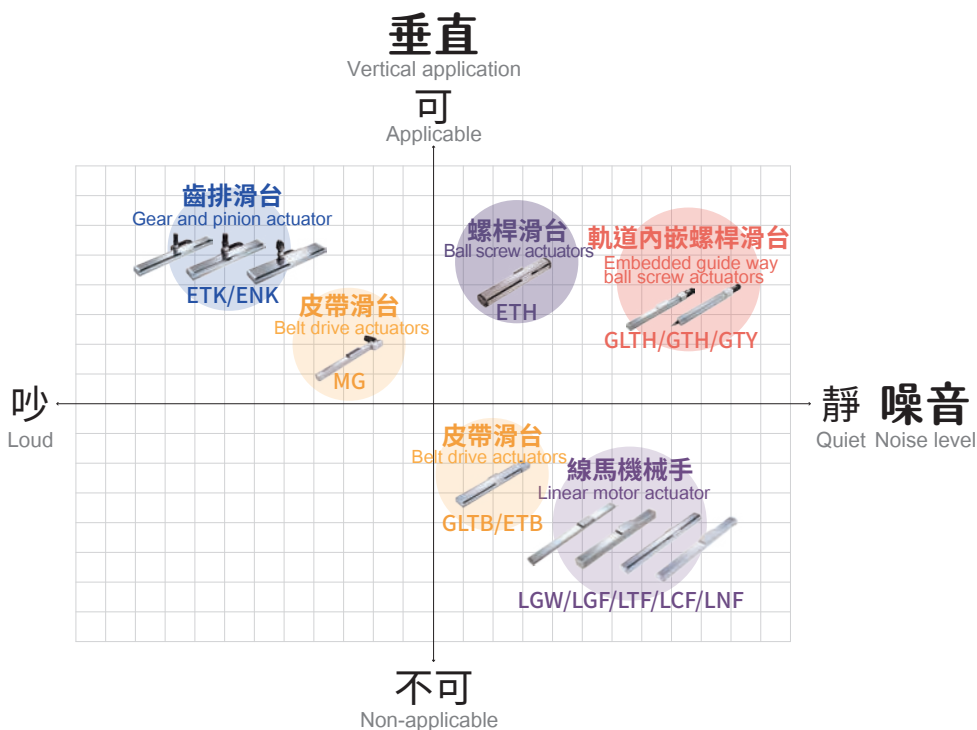 垂直
Vertical application
可
Applicable
齒排滑台
Gear and pinion actuator
ETK/ENK
螺桿滑台
Ball screw actuators
ETH
軌道內嵌螺桿滑台
Embedded guide way
ball screw actuators
GLTH/GTH/GTY
皮帶滑台
Belt drive actuators
MG
吵
Loud
靜
Quiet
噪音
Noise level
皮帶滑台
Belt drive actuators
GLTB/ETB
線馬機械手
Linear motor actuator
LGW/LGF/LTF/LCF/LNF
不可
Non-applicable